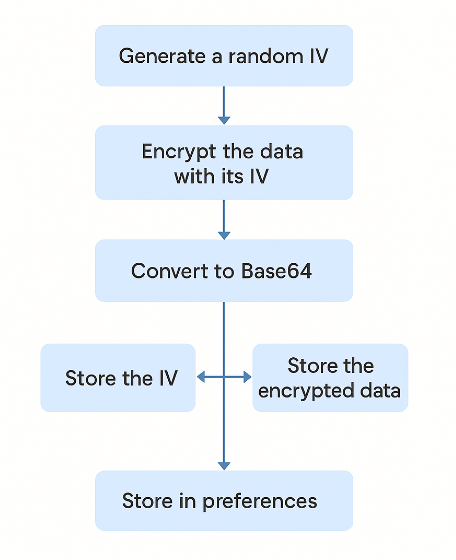 Generate a random IV
Encrypt the data
with its IV
Convert to Base64
Store the IV
Store the
encrypted data
Store in preferences